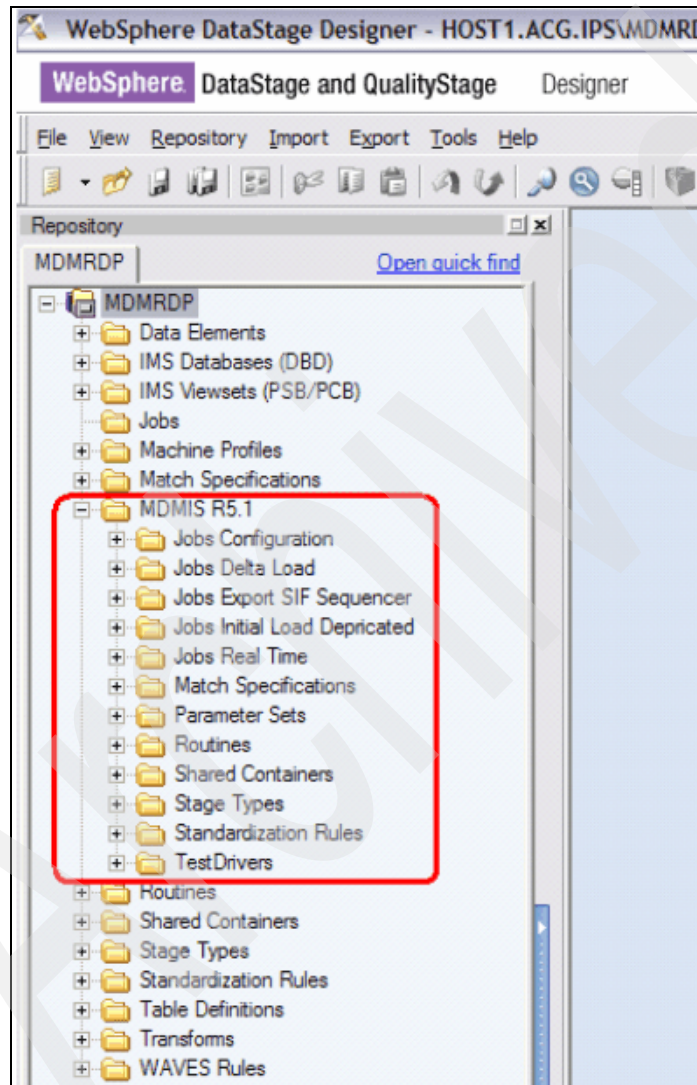 WebSphere DataStage Designer - HOST1.ACG.IPS\MDMRD
WebSphere. DataStage and QualityStage Designer
File View Repository Import Export Tools Help
Repository
MDMRDP Open quick find
MDMRDP
Data Elements
IMS Databases (DBD)
IMS Viewsets (PSB/PCB)
Jobs
Machine Profiles
Match Specifications
MDMIS R5.1
Jobs Configuration
Jobs Delta Load
Jobs Export SIF Sequencer
Jobs Initial Load Depricated
Jobs Real Time
Match Specifications
Parameter Sets
Routines
Shared Containers
Stage Types
Standardization Rules
TestDrivers
Routines
Shared Containers
Stage Types
Standardization Rules
Table Definitions
Transforms
WAVES Rules